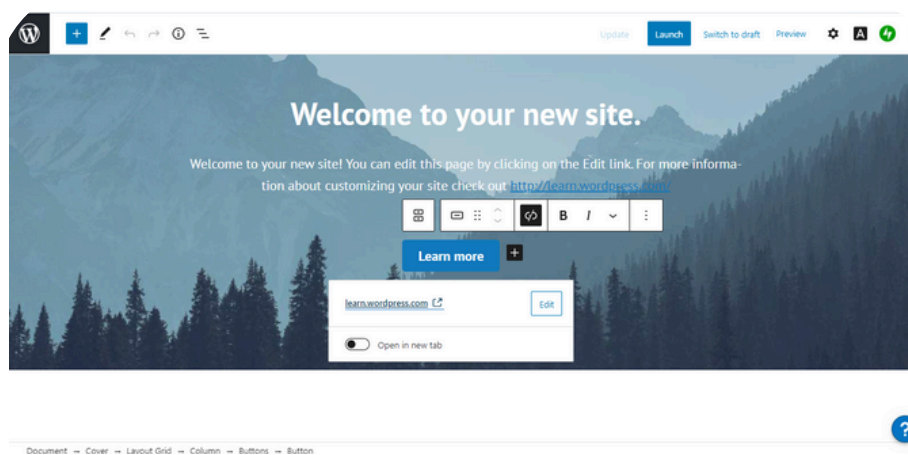 Update Launch Switch to draft Preview A
Welcome to your new site.
Welcome to your new site! You can edit this page by clicking on the Edit link. For more informa-
tion about customizing your site check out http://learn.wordpress.com/
B I
Learn more
learn.wordpress.com Edit
Open in new tab
?
Document → Cover → Layout Grid → Column → Buttons → Button